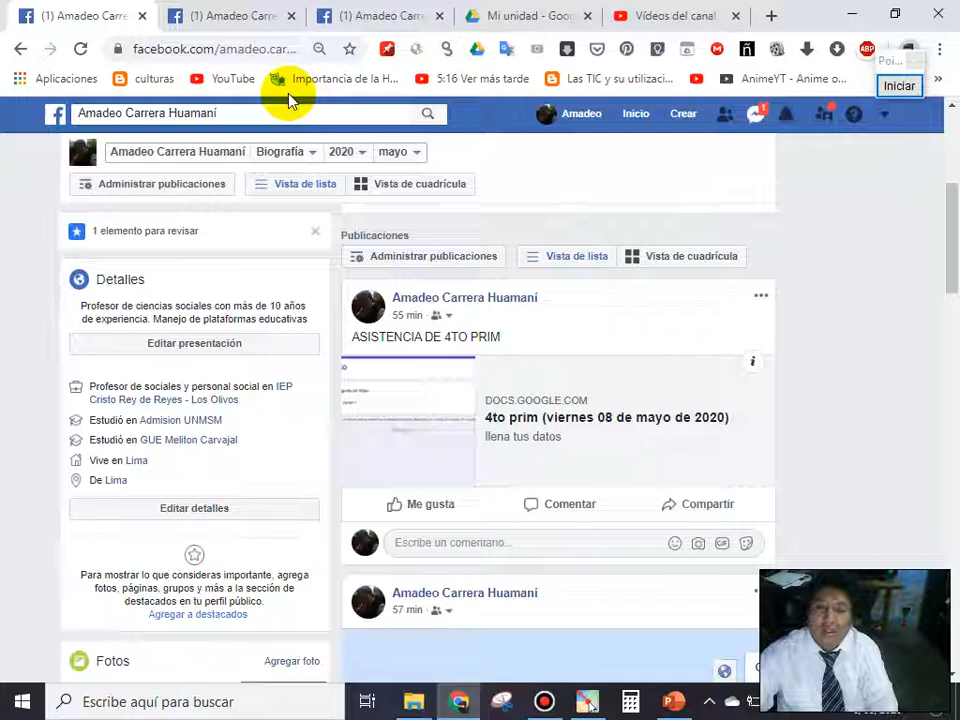 (1) Amadeo Carrera
(1) Amadeo Carre
(1) Amadeo Carre
Mi unidad - Goog
Vídeos del canal
facebook.com/amadeo.car...
Aplicaciones
culturas
YouTube
Importancia de la H...
5:16 Ver más tarde
Las TIC y su utilizaci...
AnimeYT - Anime o...
Poi...
Iniciar
Amadeo Carrera Huamaní
Amadeo
Inicio
Crear
1
Amadeo Carrera Huamaní
Biografía
2020
mayo
Administrar publicaciones
Vista de lista
Vista de cuadrícula
1 elemento para revisar
Detalles
Profesor de ciencias sociales con más de 10 años
de experiencia. Manejo de plataformas educativas
Editar presentación
Profesor de sociales y personal social en IEP
Cristo Rey de Reyes - Los Olivos.
Estudió en Admision UNMSM
Estudió en GUE Meliton Carvajal
Vive en Lima
De Lima
Editar detalles
Para mostrar lo que consideras importante, agrega
fotos, páginas, grupos y más a la sección de
destacados en tu perfil público.
Agregar a destacados
Fotos
Agregar foto
Publicaciones
Administrar publicaciones
Vista de lista
Vista de cuadrícula
Amadeo Carrera Huamaní
55 min
ASISTENCIA DE 4TO PRIM
DOCS.GOOGLE.COM
4to prim (viernes 08 de mayo de 2020)
llena tus datos
Me gusta
Comentar
Compartir
Escribe un comentario...
GIF
Amadeo Carrera Huamaní
57 min
Escribe aquí para buscar